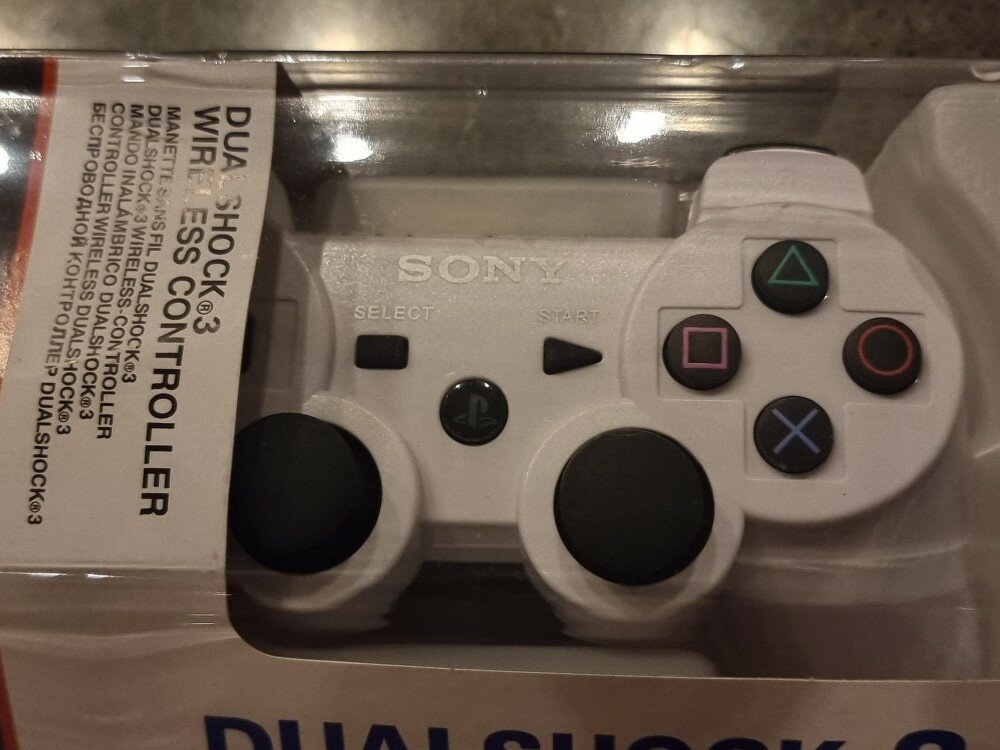 DUALSHOCK®3
WIRELESS CONTROLLER
MANETTE SANS FIL DUALSHOCK®3
DUALSHOCK®3 WIRELESS-CONTROLLER
MANDO INALÁMBRICO DUALSHOCK®3
CONTROLLER WIRELESS DUALSHOCK®3
БЕСПРОВОДНОЙ КОНТРОЛЛЕР DUALSHOCK®3
SONY
SELECT
START
DUALSHOCK